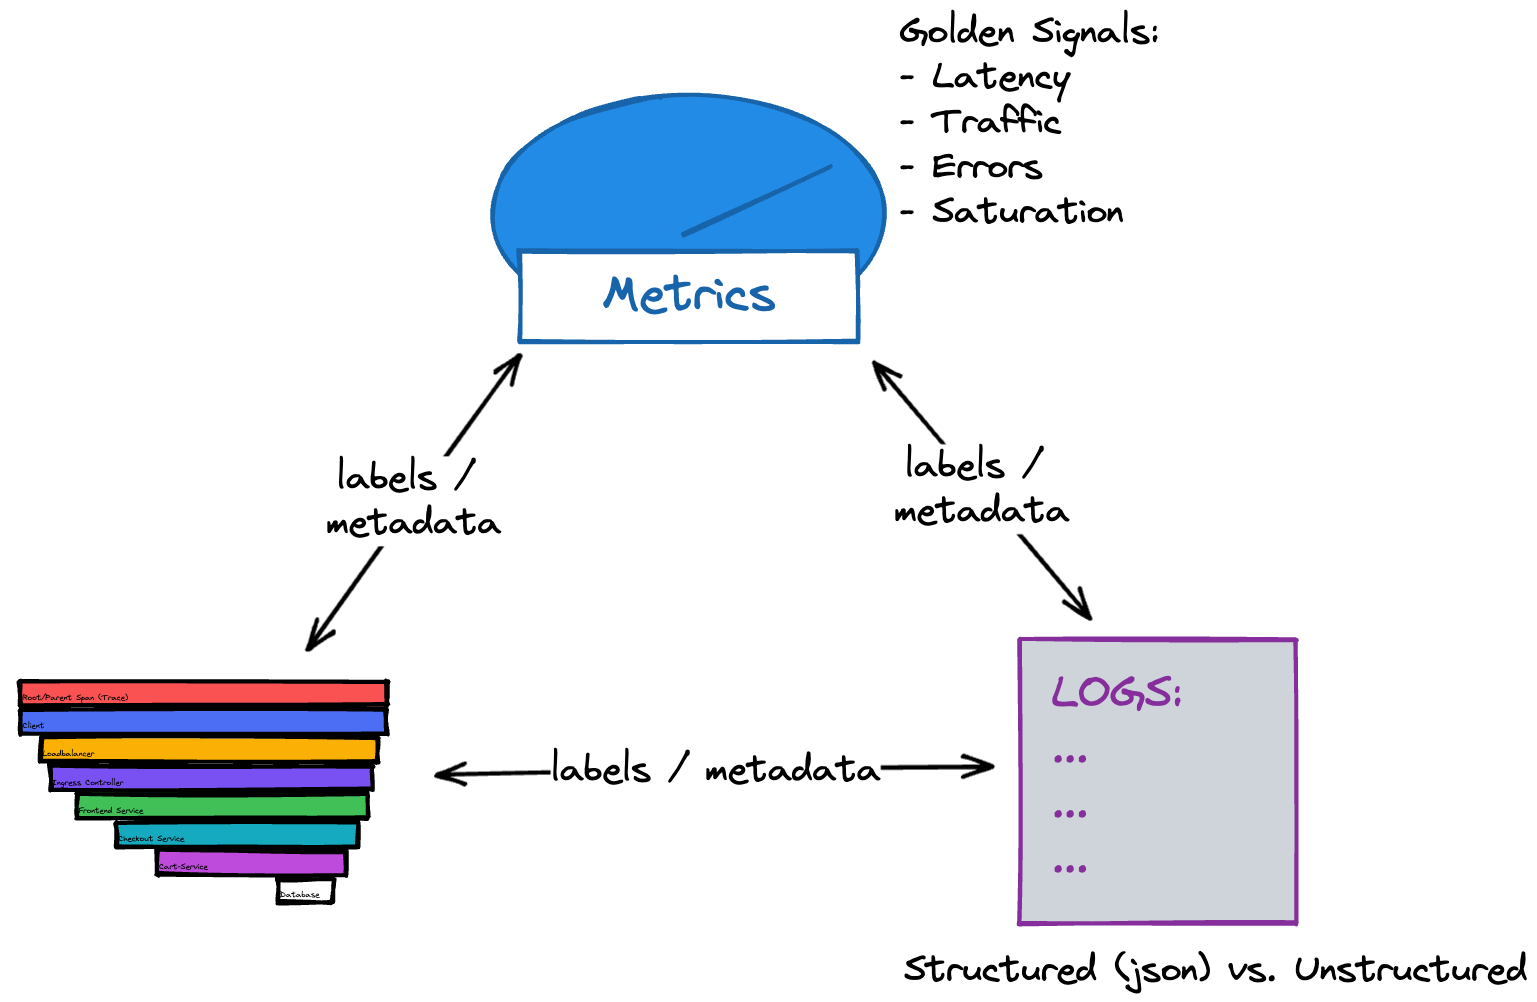 Golden Signals:
- Latency
- Traffic
- Errors
- Saturation
Metrics
labels /
metadata
labels /
metadata
Root/Parent Span (Trace)
Client
Loadbalancer
Ingress Controller
Frontend Service
Checkout Service
Cart-Service
Database
labels / metadata
LOGS:
...
...
...
Structured (json) vs. Unstructured